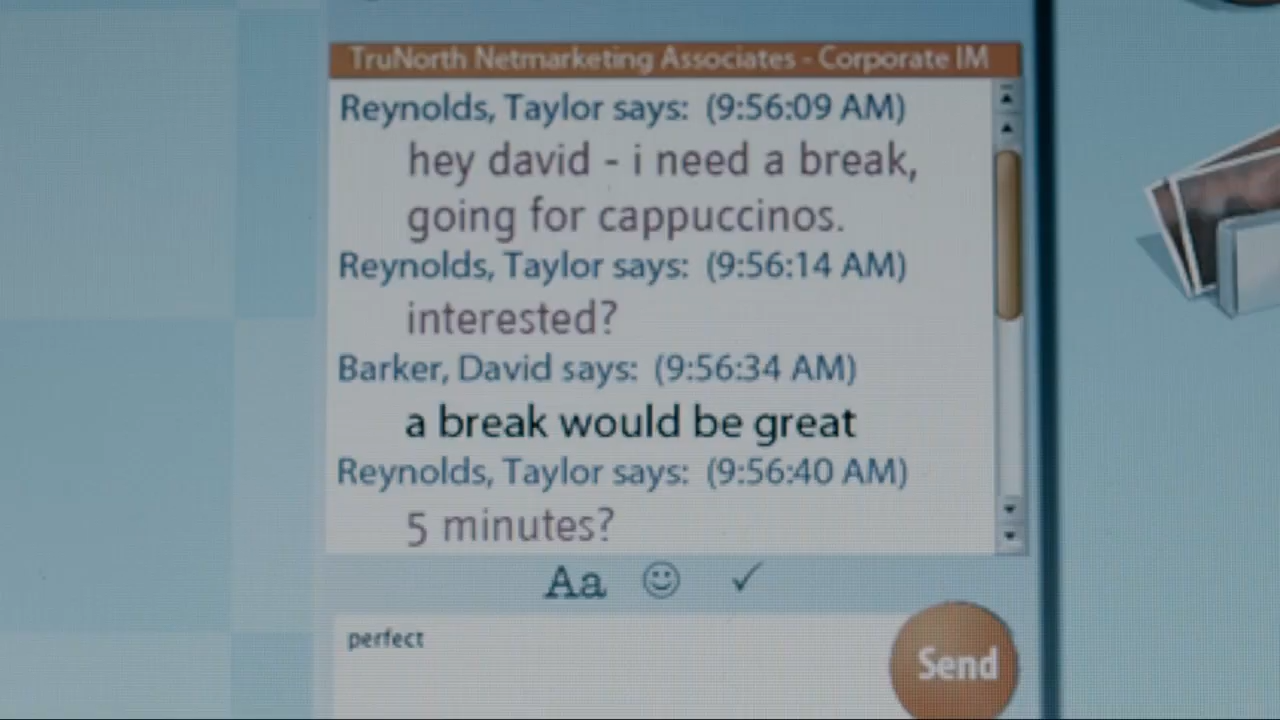 TruNorth Netmarketing Associates - Corporate IM
Reynolds, Taylor says: (9:56:09 AM)
hey david - i need a break,
going for cappuccinos.
Reynolds, Taylor says: (9:56:14 AM)
interested?
Barker, David says: (9:56:34 AM)
a break would be great
Reynolds, Taylor says: (9:56:40 AM)
5 minutes?
Aa
perfect
Send